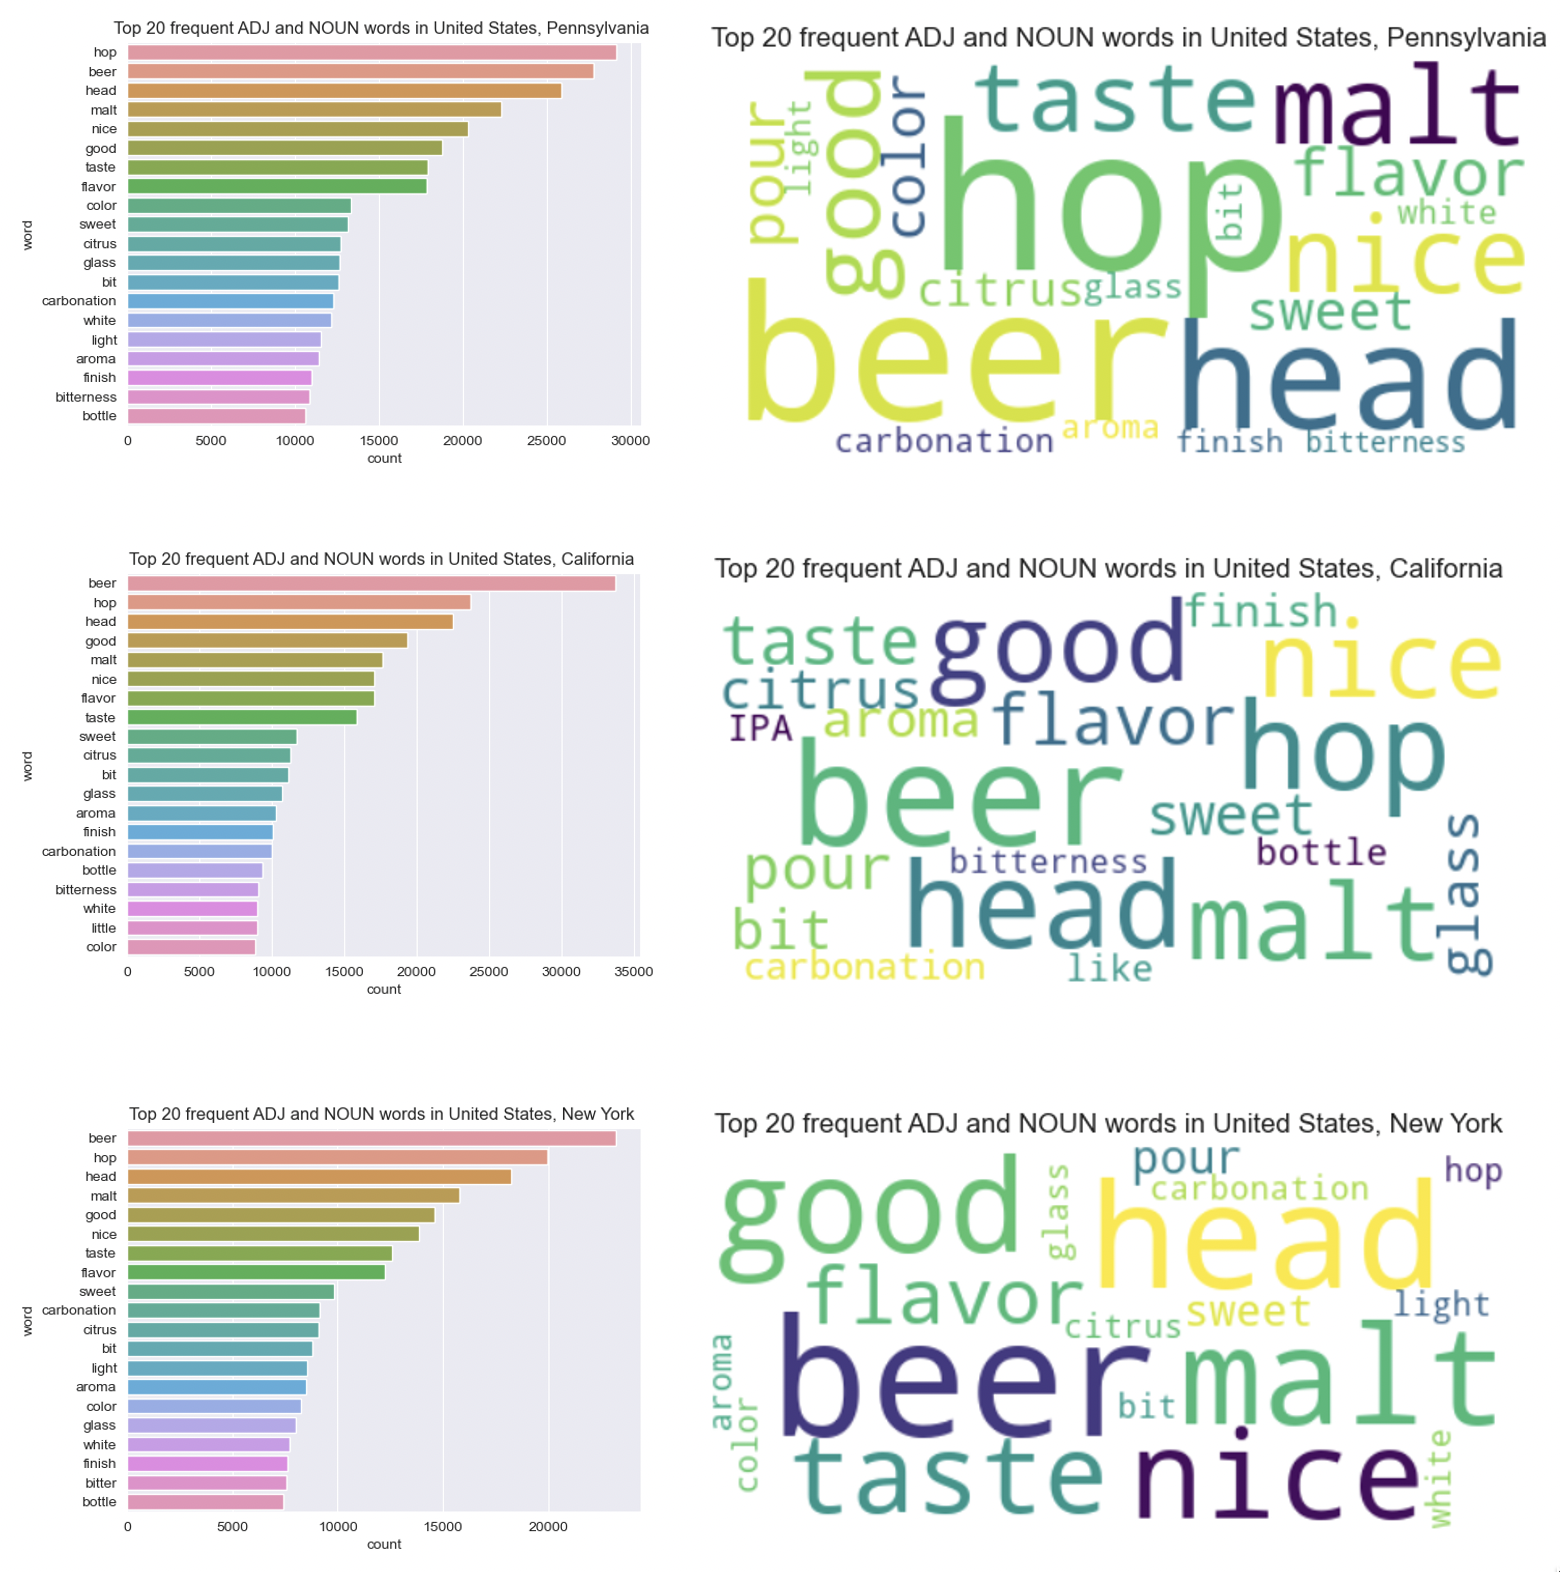 Top 20 frequent ADJ and NOUN words in United States, Pennsylvania
hop
beer
head
malt
nice
good
taste
flavor
color
sweet
citrus
glass
bit
carbonation
white
light
aroma
finish
bitterness
bottle
word
0 5000 10000 15000 20000 25000 30000
count
Top 20 frequent ADJ and NOUN words in United States, Pennsylvania
pour
light
good
color
taste
malt
hop
bit
flavor
white
nice
citrus
glass
sweet
beer
head
carbonation
aroma
finish
bitterness
Top 20 frequent ADJ and NOUN words in United States, California
beer
hop
head
good
malt
nice
flavor
taste
sweet
citrus
bit
glass
aroma
finish
carbonation
bottle
bitterness
white
little
color
word
0 5000 10000 15000 20000 25000 30000 35000
count
Top 20 frequent ADJ and NOUN words in United States, California
taste
good
finish
nice
citrus
IPA
aroma
flavor
hop
beer
sweet
bottle
glass
pour
bitterness
head
malt
bit
carbonation
like
Top 20 frequent ADJ and NOUN words in United States, New York
beer
hop
head
malt
good
nice
taste
flavor
sweet
carbonation
citrus
bit
light
aroma
color
glass
white
finish
bitter
bottle
word
0 5000 10000 15000 20000
count
Top 20 frequent ADJ and NOUN words in United States, New York
good
glass
pour
carbonation
hop
head
flavor
citrus
sweet
light
aroma
color
beer
bit
malt
taste
nice
white